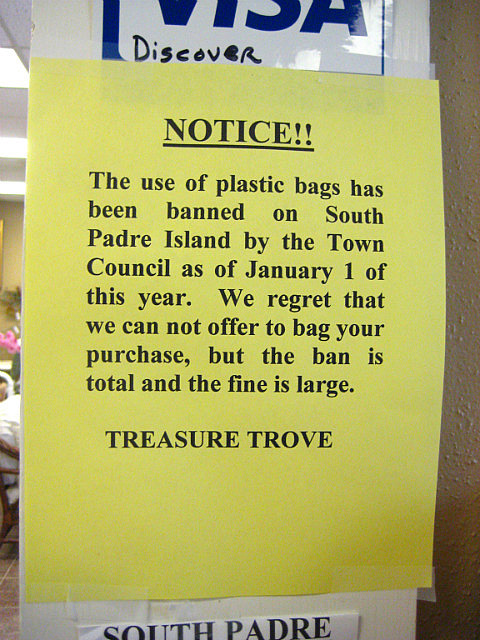 VISA
Discover
NOTICE!!
The use of plastic bags has
been banned on South
Padre Island by the Town
Council as of January 1 of
this year. We regret that
we can not offer to bag your
purchase, but the ban is
total and the fine is large.
TREASURE TROVE
SOUTH PADRE